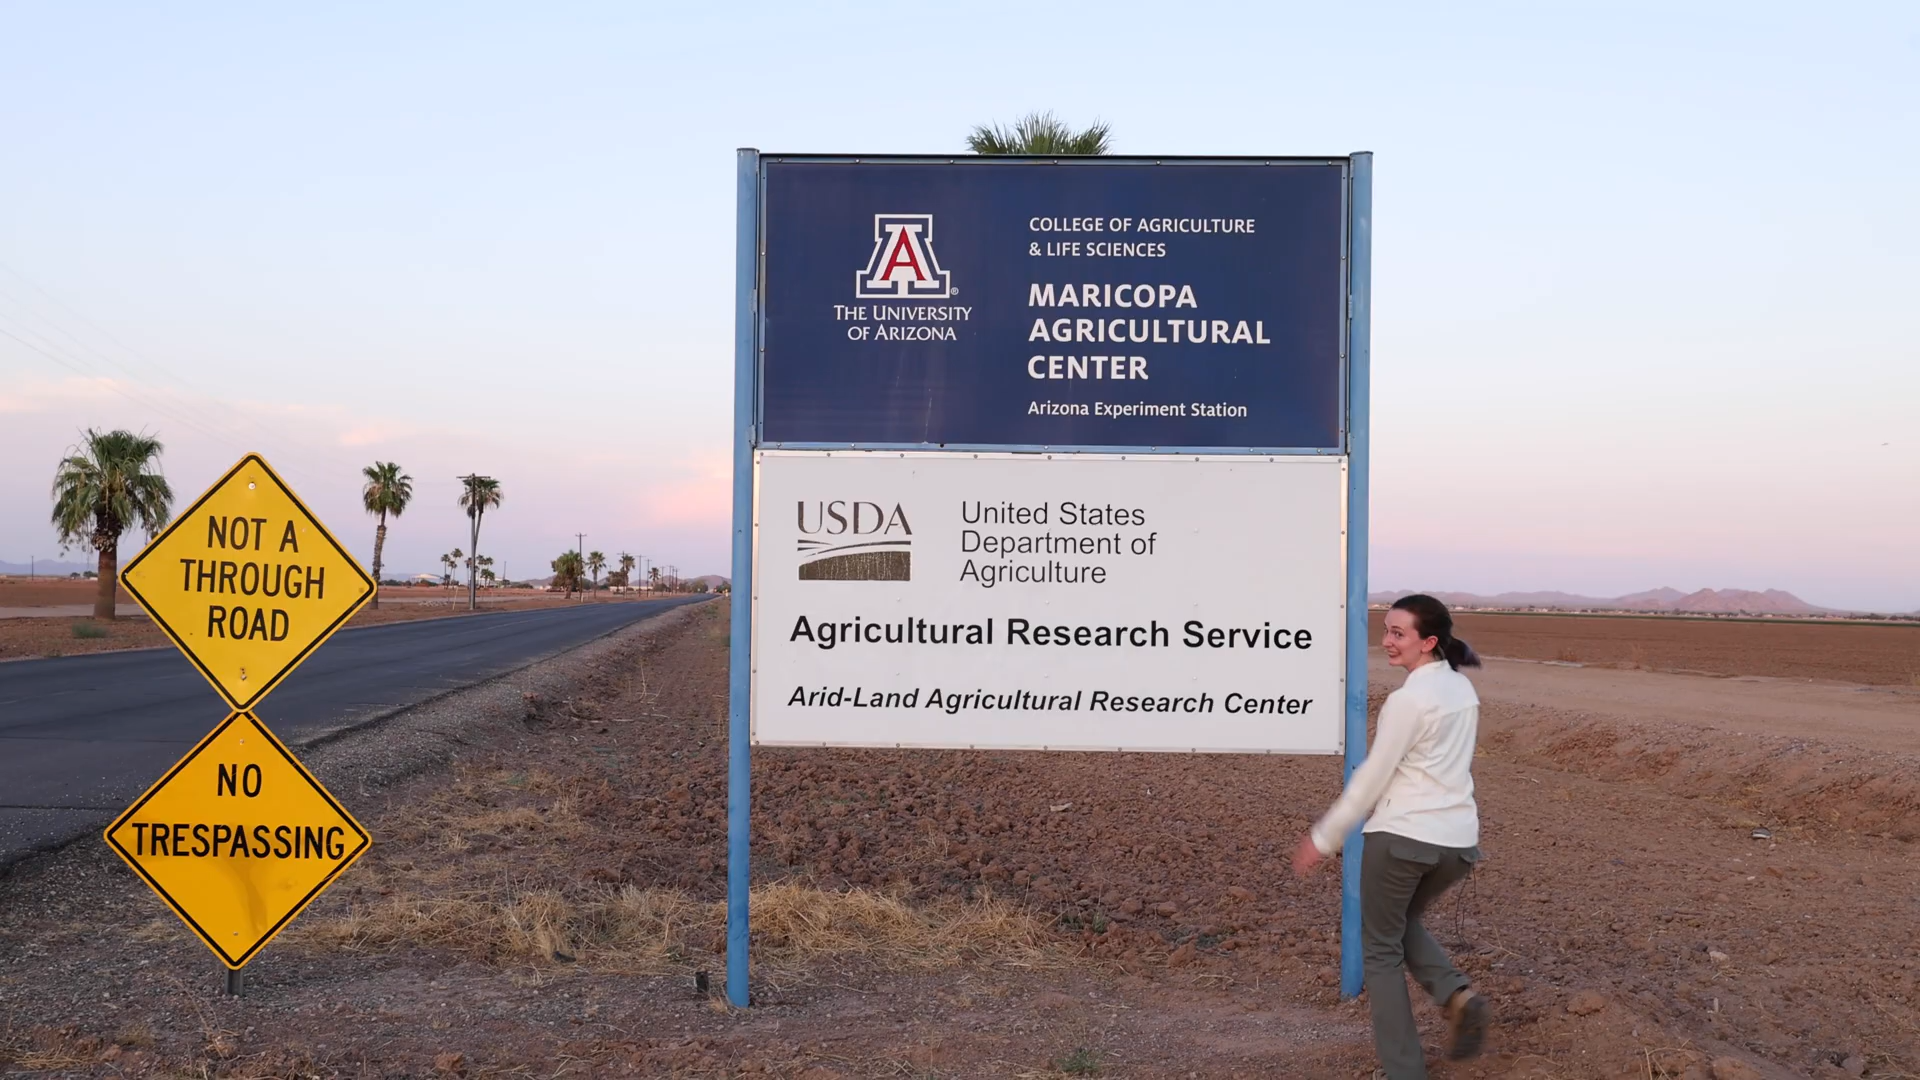 NOT A
THROUGH
ROAD
NO
TRESPASSING
A
THE UNIVERSITY
OF ARIZONA
COLLEGE OF AGRICULTURE
& LIFE SCIENCES
MARICOPA
AGRICULTURAL
CENTER
Arizona Experiment Station
USDA
United States
Department of
Agriculture
Agricultural Research Service
Arid-Land Agricultural Research Center